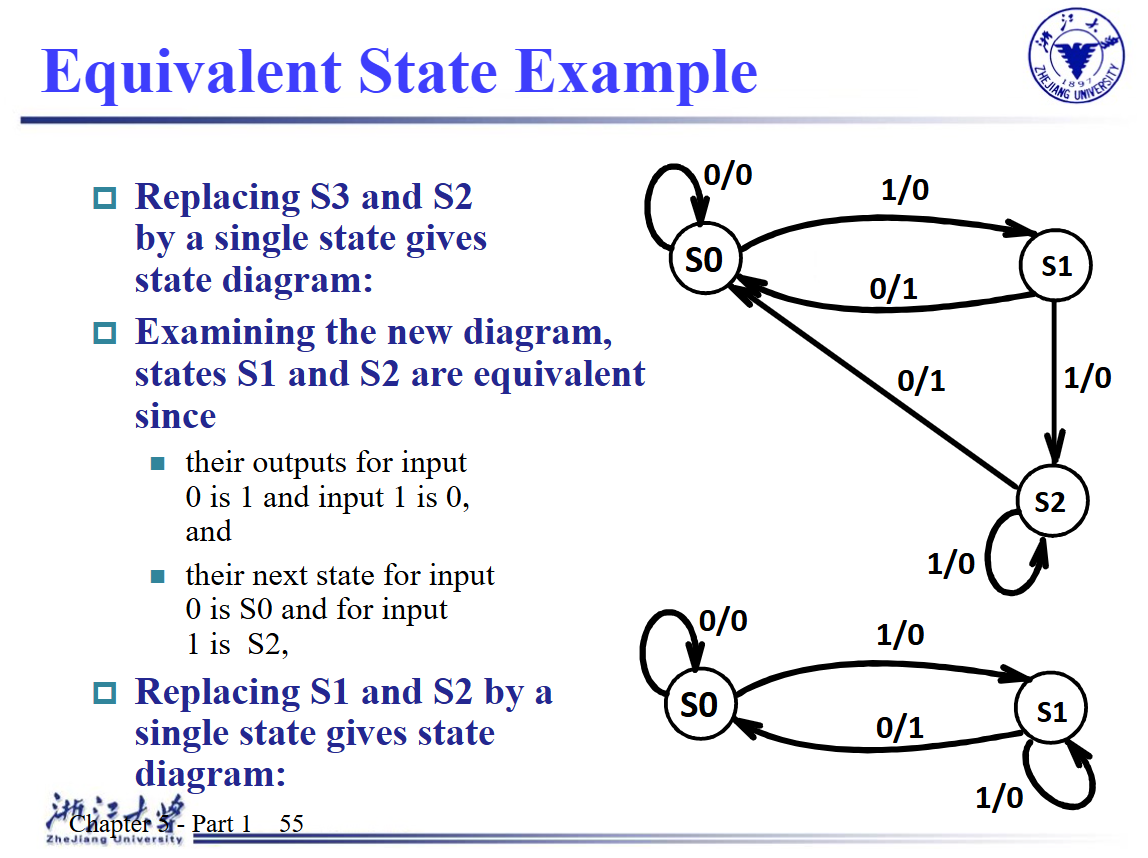 Equivalent State Example
浙江大学
ZHEJIANG UNIVERSITY
1897
Replacing S3 and S2
by a single state gives
state diagram:
Examining the new diagram,
states S1 and S2 are equivalent
since
their outputs for input
0 is 1 and input 1 is 0,
and
their next state for input
0 is S0 and for input
1 is S2,
Replacing S1 and S2 by a
single state gives state
diagram:
0/0
1/0
S0
S1
0/1
0/1
1/0
S2
1/0
0/0
1/0
S0
S1
0/1
1/0
浙江大学
Chapter 5 - Part 1 55
ZheJiang University